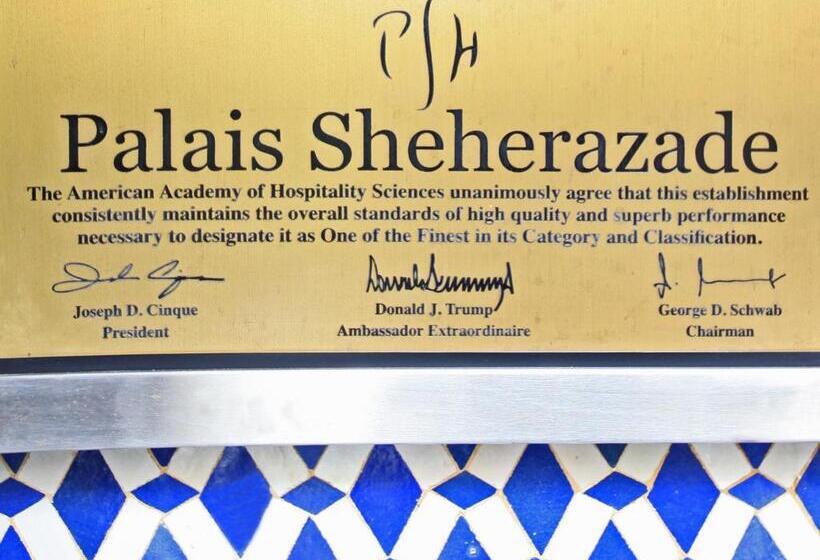 PSH
Palais Sheherazade
The American Academy of Hospitality Sciences unanimously agree that this establishment
consistently maintains the overall standards of high quality and superb performance
necessary to designate it as One of the Finest in its Category and Classification.
Joseph D. Cinque
President
Donald J. Trump
Ambassador Extraordinaire
George D. Schwab
Chairman